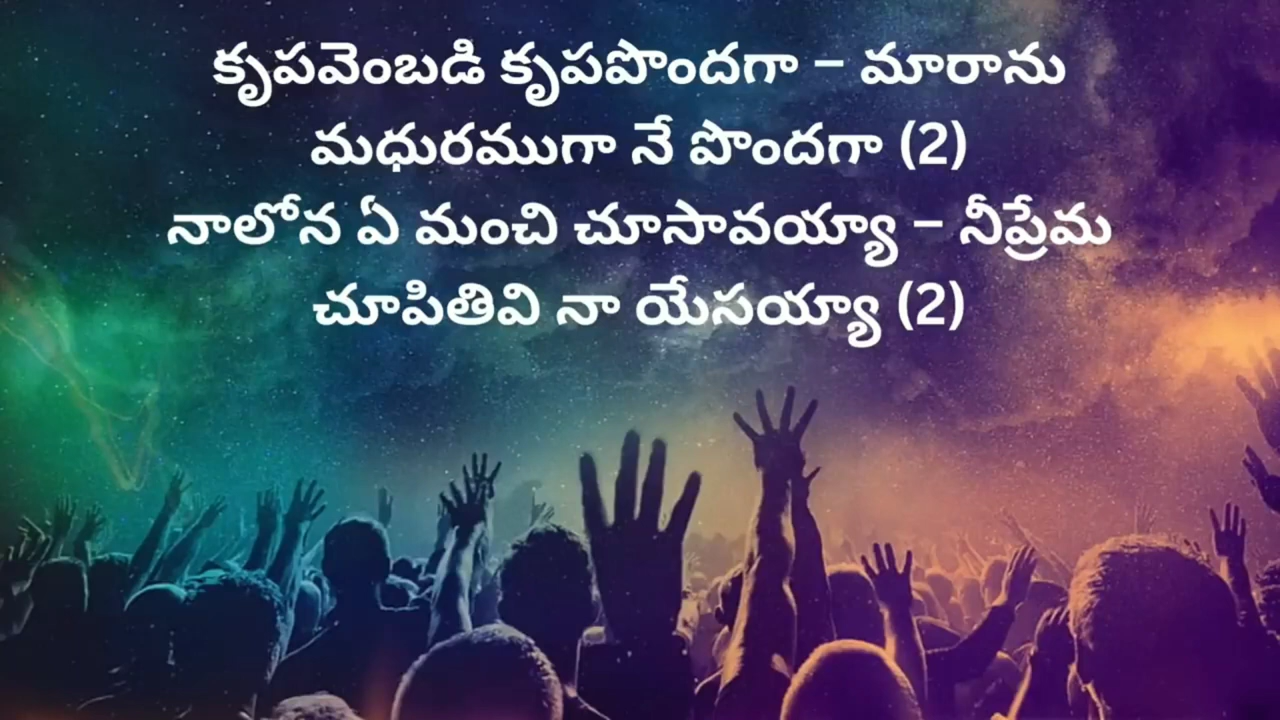 కృపవెంబడి కృపపొందగా – మారాను
మధురముగా నే పొందగా (2)
నాలోన ఏ మంచి చూసావయ్యా – నీప్రేమ
చూపితివి నా యేసయ్యా (2)